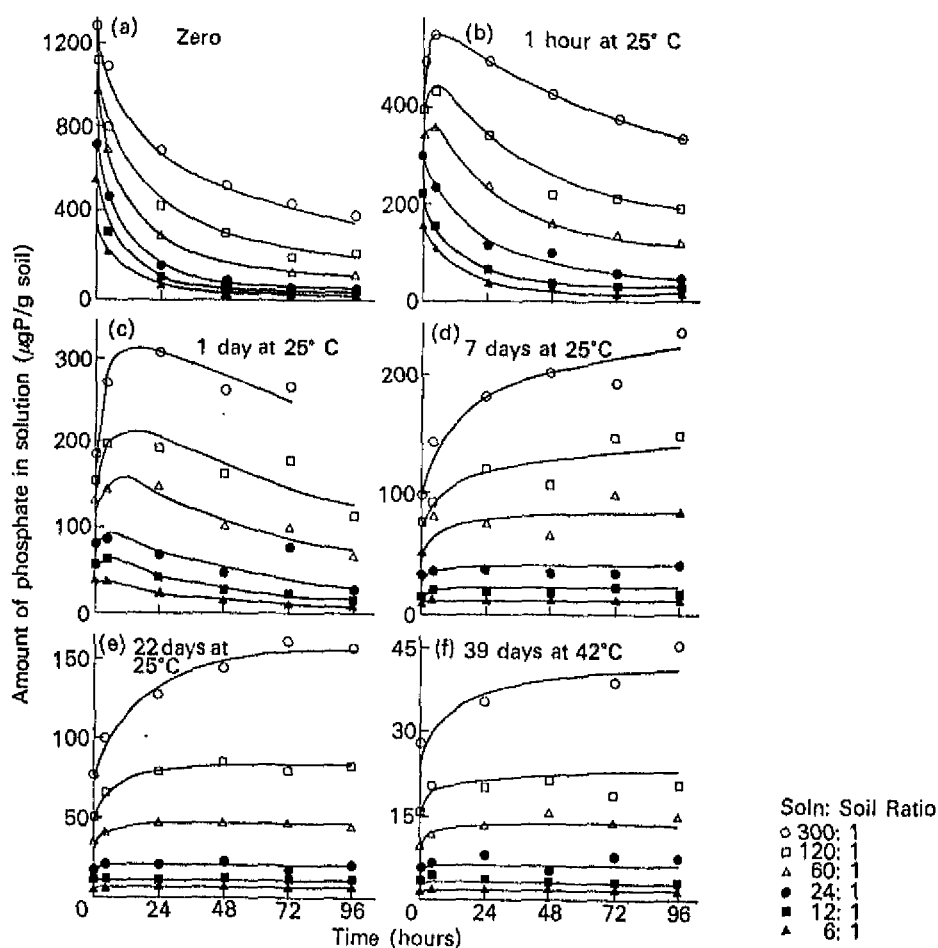 Amount of phosphate in solution (µgP/g soil)
(a)
Zero
1200
800
400
0
(b)
1 hour at 25° C
400
200
0
(c)
1 day at 25° C
300
200
100
0
(d)
7 days at 25°C
200
100
0
(e) 22 days at
25°C
150
100
50
0 24 48 72 96
(f) 39 days at 42°C
45
30
15
0 24 48 72 96
Time (hours)
Soln: Soil Ratio
300: 1
120: 1
60: 1
24: 1
12: 1
6: 1